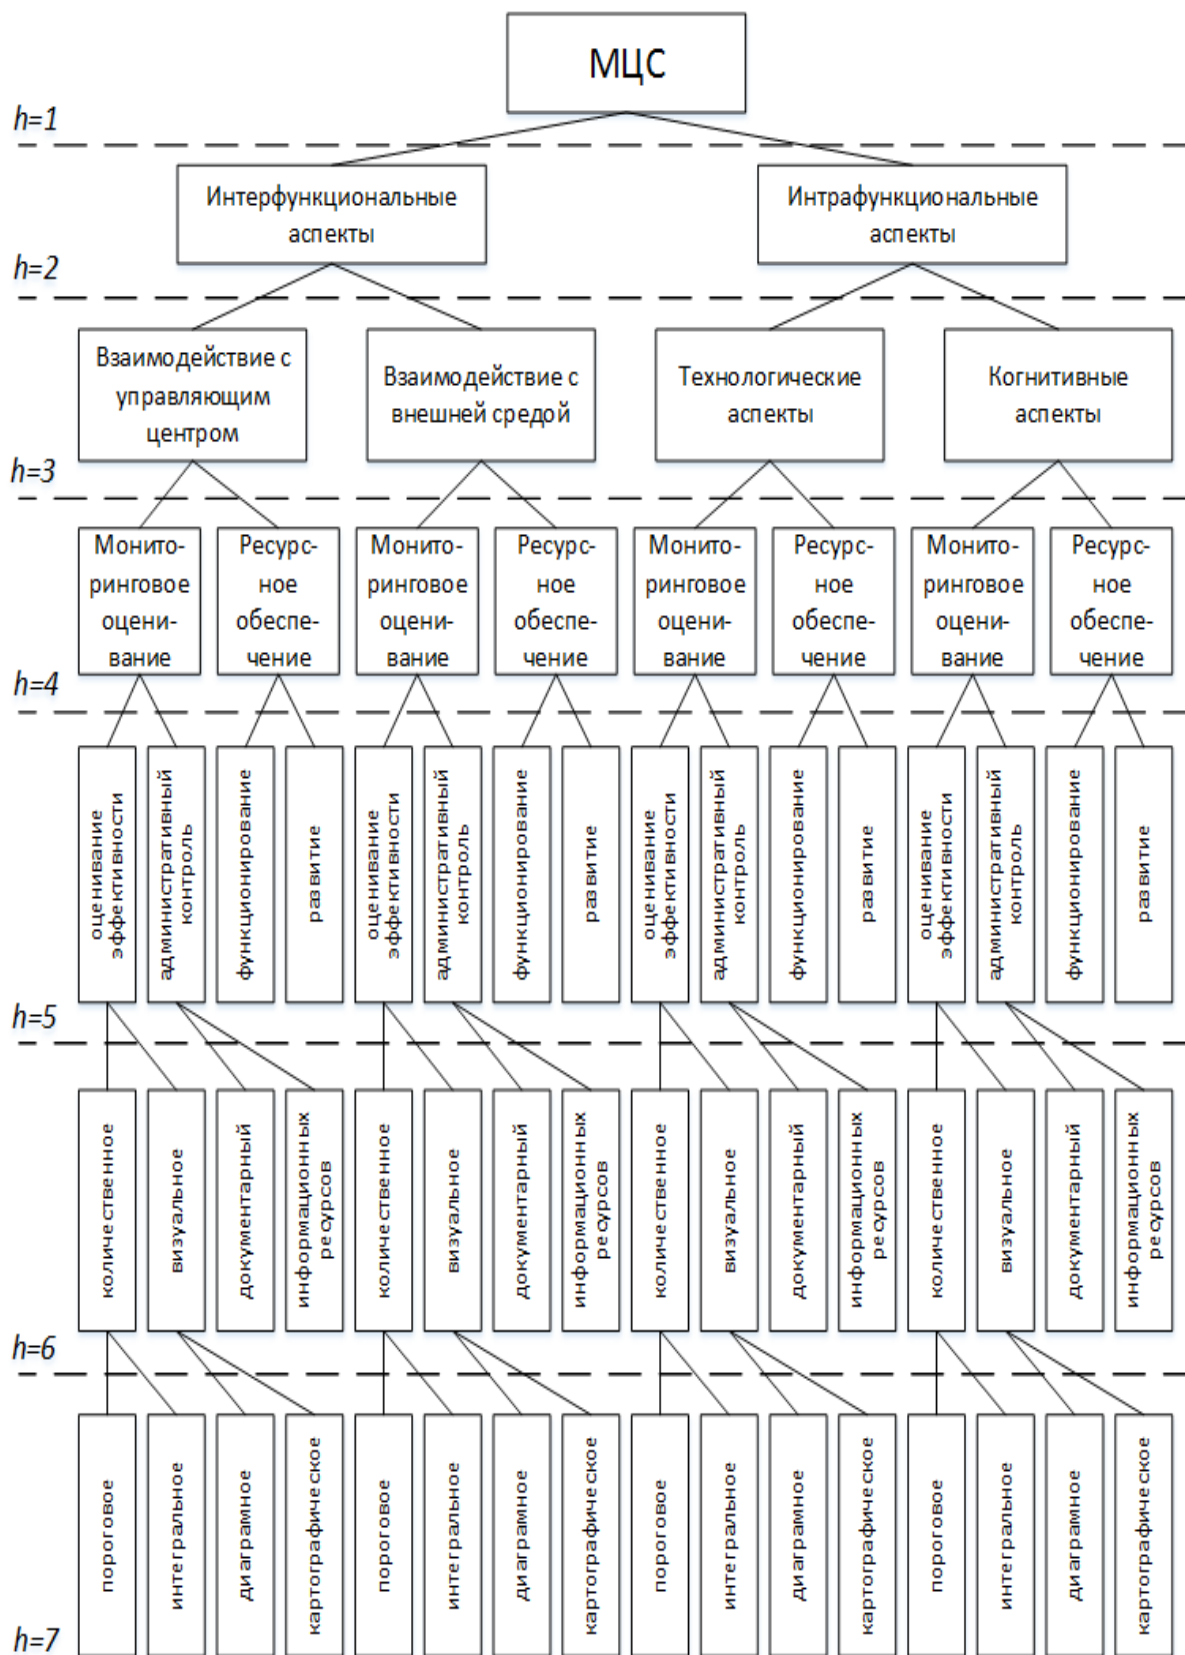 МЦС
h=1
Интерфункциональные
аспекты
Интрафункциональные
аспекты
h=2
Взаимодействие с
управляющим
центром
Взаимодействие с
внешней средой
Технологические
аспекты
Когнитивные
аспекты
h=3
Монито-
ринговое
оцени-
вание
Ресурс-
ное
обеспе-
чение
Монито-
ринговое
оцени-
вание
Ресурс-
ное
обеспе-
чение
Монито-
ринговое
оцени-
вание
Ресурс-
ное
обеспе-
чение
Монито-
ринговое
оцени-
вание
Ресурс-
ное
обеспе-
чение
h=4
оценивание
эффективности
административный
контроль
функционирование
развитие
оценивание
эффективности
административный
контроль
функционирование
развитие
оценивание
эффективности
административный
контроль
функционирование
развитие
оценивание
эффективности
административный
контроль
функционирование
развитие
h=5
количественное
визуальное
документарный
информационных
ресурсов
количественное
визуальное
документарный
информационных
ресурсов
количественное
визуальное
документарный
информационных
ресурсов
количественное
визуальное
документарный
информационных
ресурсов
h=6
пороговое
интегральное
диаграмное
картографическое
пороговое
интегральное
диаграмное
картографическое
пороговое
интегральное
диаграмное
картографическое
пороговое
интегральное
диаграмное
картографическое
h=7